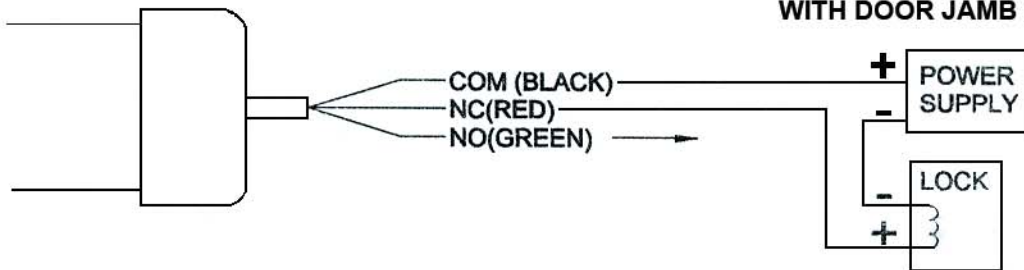 WITH DOOR JAMB
COM (BLACK)
NC(RED)
NO(GREEN)
+
POWER
SUPPLY
-
LOCK
-
+